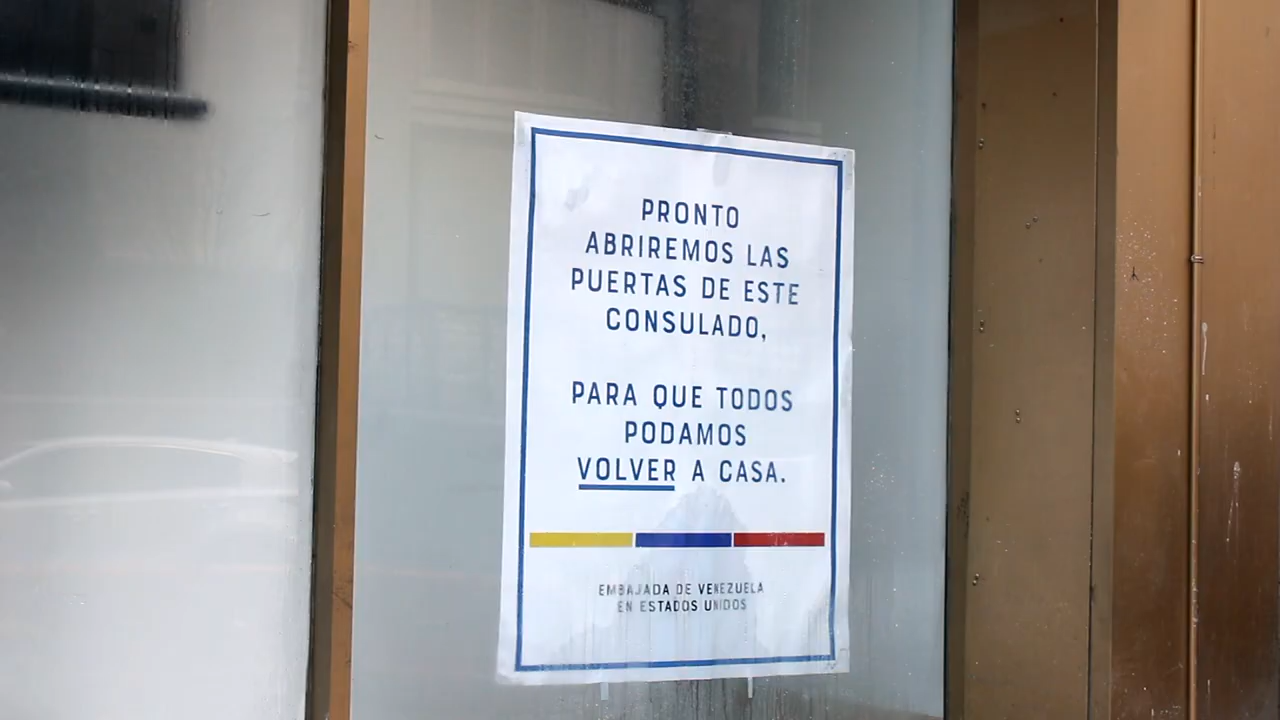 PRONTO
ABRIREMOS LAS
PUERTAS DE ESTE
CONSULADO,
PARA QUE TODOS
PODAMOS
VOLVER A CASA.
EMBAJADA DE VENEZUELA
EN ESTADOS UNIDOS